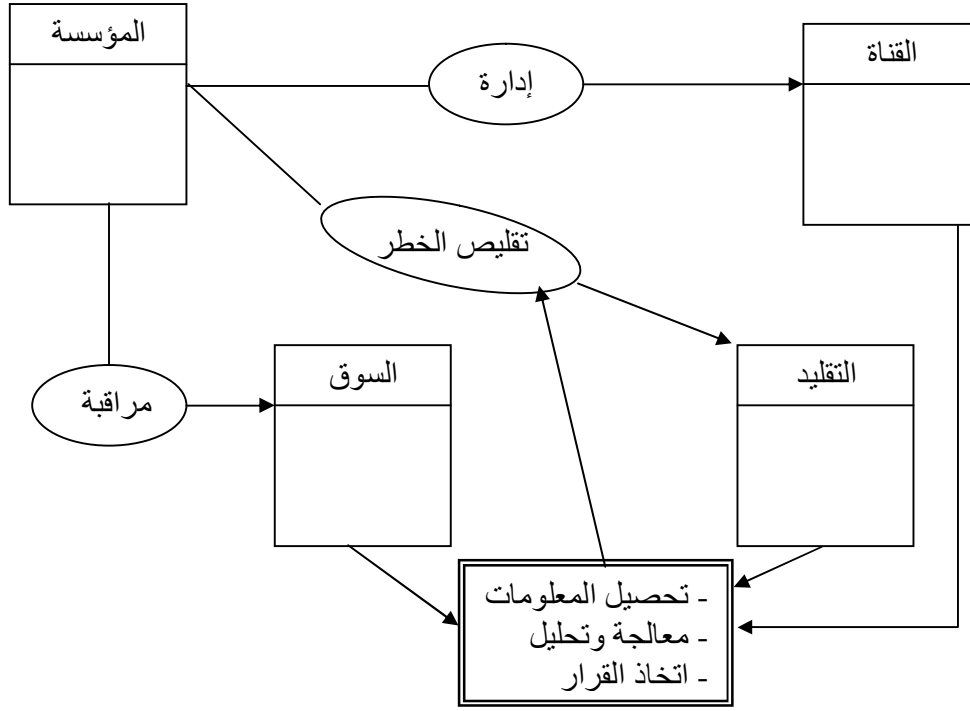 المؤسسة
القناة
إدارة
تقليص الخطر
السوق
التقليد
مراقبة
- تحصيل المعلومات
- معالجة وتحليل
- اتخاذ القرار